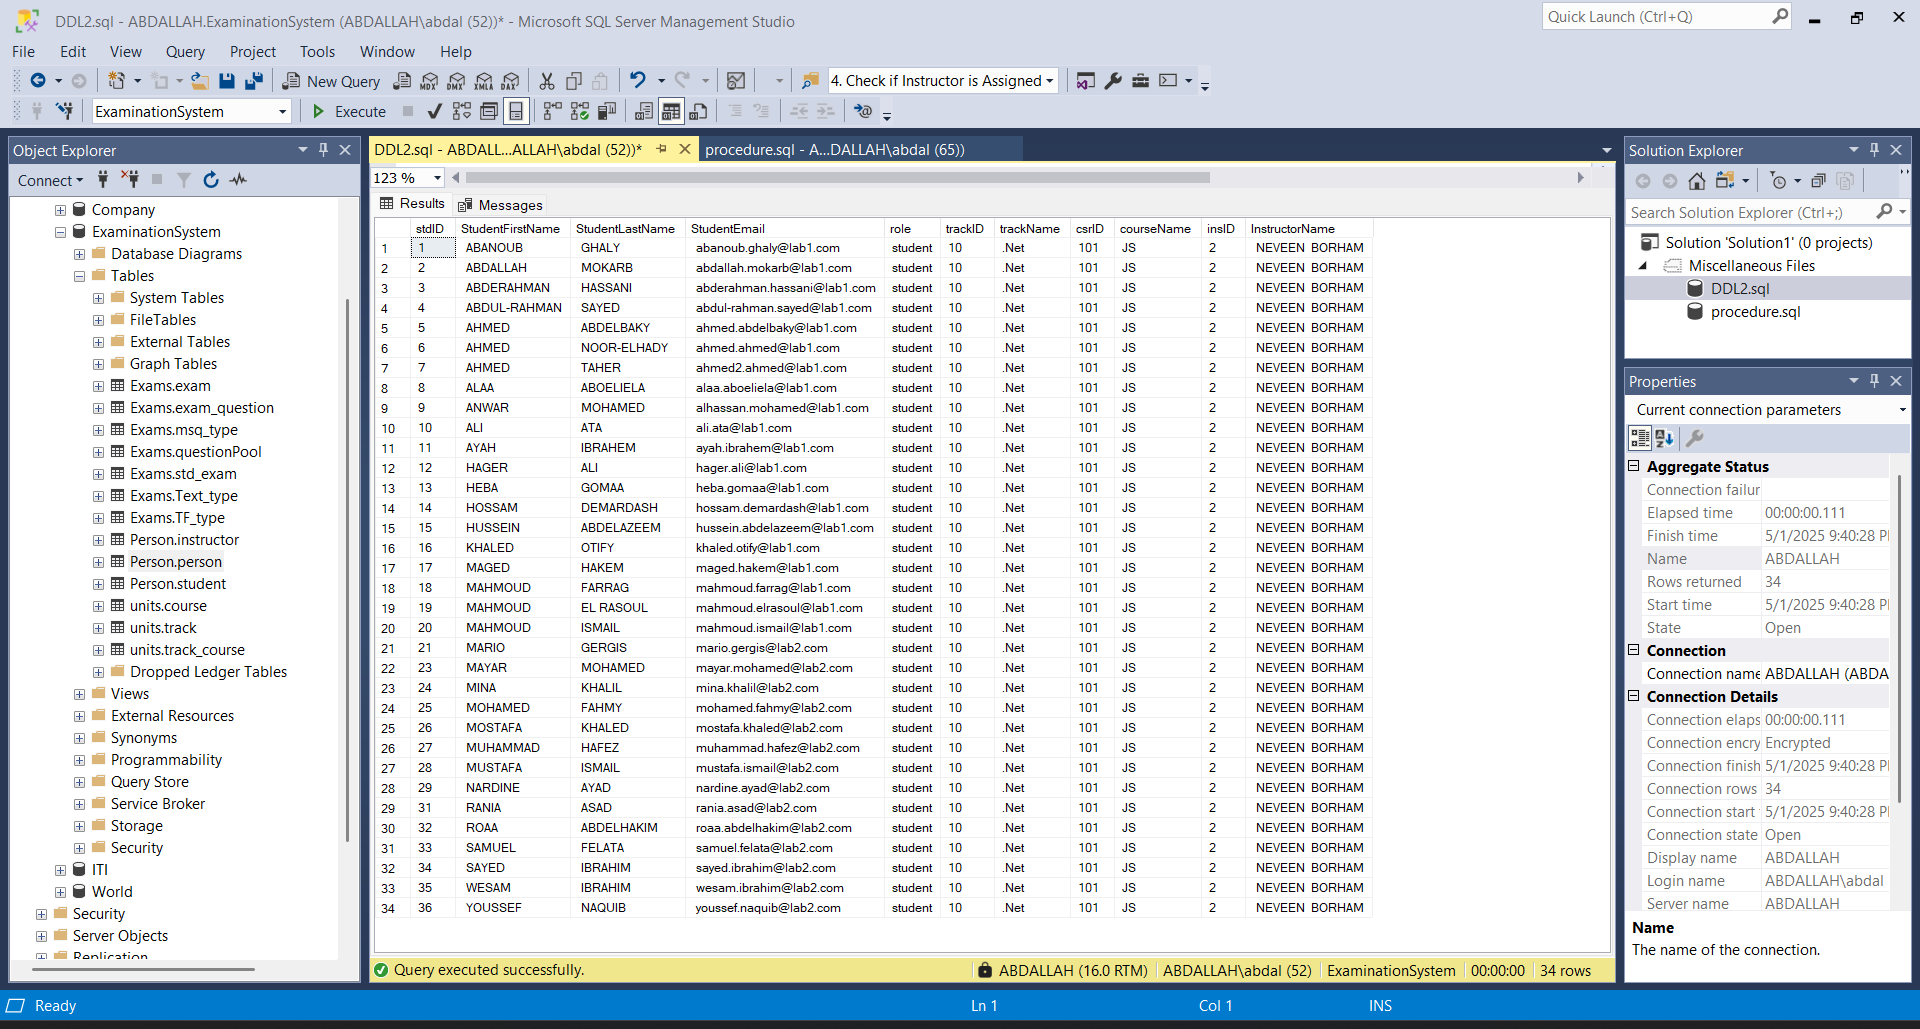 DDL2.sql - ABDALLAH.ExaminationSystem (ABDALLAH\abdal (52))* - Microsoft SQL Server Management Studio
Quick Launch (Ctrl+Q)
File Edit View Query Project Tools Window Help
New Query MDX DMX XMLA DAX 4. Check if Instructor is Assigned
ExaminationSystem Execute
Object Explorer
Connect
Company
ExaminationSystem
Database Diagrams
Tables
System Tables
FileTables
External Tables
Graph Tables
Exams.exam
Exams.exam_question
Exams.msq_type
Exams.questionPool
Exams.std_exam
Exams.Text_type
Exams.TF_type
Person.instructor
Person.person
Person.student
units.course
units.track
units.track_course
Dropped Ledger Tables
Views
External Resources
Synonyms
Programmability
Query Store
Service Broker
Storage
Security
ITI
World
Security
Server Objects
Replication
DDL2.sql - ABDALL...ALLAH\abdal (52))* procedure.sql - A...DALLAH\abdal (65))
123 %
Results Messages
stdID StudentFirstName StudentLastName StudentEmail role trackID trackName csrID courseName insID InstructorName
1 1 ABANOUB GHALY abanoub.ghaly@lab1.com student 10 .Net 101 JS 2 NEVEEN BORHAM
2 2 ABDALLAH MOKARB abdallah.mokarb@lab1.com student 10 .Net 101 JS 2 NEVEEN BORHAM
3 3 ABDERAHMAN HASSANI abderahman.hassani@lab1.com student 10 .Net 101 JS 2 NEVEEN BORHAM
4 4 ABDUL-RAHMAN SAYED abdul-rahman.sayed@lab1.com student 10 .Net 101 JS 2 NEVEEN BORHAM
5 5 AHMED ABDELBAKY ahmed.abdelbaky@lab1.com student 10 .Net 101 JS 2 NEVEEN BORHAM
6 6 AHMED NOOR-ELHADY ahmed.ahmed@lab1.com student 10 .Net 101 JS 2 NEVEEN BORHAM
7 7 AHMED TAHER ahmed2.ahmed@lab1.com student 10 .Net 101 JS 2 NEVEEN BORHAM
8 8 ALAA ABOELIELA alaa.aboeliela@lab1.com student 10 .Net 101 JS 2 NEVEEN BORHAM
9 9 ANWAR MOHAMED alhassan.mohamed@lab1.com student 10 .Net 101 JS 2 NEVEEN BORHAM
10 10 ALI ATA ali.ata@lab1.com student 10 .Net 101 JS 2 NEVEEN BORHAM
11 11 AYAH IBRAHEM ayah.ibrahem@lab1.com student 10 .Net 101 JS 2 NEVEEN BORHAM
12 12 HAGER ALI hager.ali@lab1.com student 10 .Net 101 JS 2 NEVEEN BORHAM
13 13 HEBA GOMAA heba.gomaa@lab1.com student 10 .Net 101 JS 2 NEVEEN BORHAM
14 14 HOSSAM DEMARDASH hossam.demardash@lab1.com student 10 .Net 101 JS 2 NEVEEN BORHAM
15 15 HUSSEIN ABDELAZEEM hussein.abdelazeem@lab1.com student 10 .Net 101 JS 2 NEVEEN BORHAM
16 16 KHALED OTIFY khaled.otify@lab1.com student 10 .Net 101 JS 2 NEVEEN BORHAM
17 17 MAGED HAKEM maged.hakem@lab1.com student 10 .Net 101 JS 2 NEVEEN BORHAM
18 18 MAHMOUD FARRAG mahmoud.farrag@lab1.com student 10 .Net 101 JS 2 NEVEEN BORHAM
19 19 MAHMOUD EL RASOUL mahmoud.elrasoul@lab1.com student 10 .Net 101 JS 2 NEVEEN BORHAM
20 20 MAHMOUD ISMAIL mahmoud.ismail@lab1.com student 10 .Net 101 JS 2 NEVEEN BORHAM
21 21 MARIO GERGIS mario.gergis@lab2.com student 10 .Net 101 JS 2 NEVEEN BORHAM
22 23 MAYAR MOHAMED mayar.mohamed@lab2.com student 10 .Net 101 JS 2 NEVEEN BORHAM
23 24 MINA KHALIL mina.khalil@lab2.com student 10 .Net 101 JS 2 NEVEEN BORHAM
24 25 MOHAMED FAHMY mohamed.fahmy@lab2.com student 10 .Net 101 JS 2 NEVEEN BORHAM
25 26 MOSTAFA KHALED mostafa.khaled@lab2.com student 10 .Net 101 JS 2 NEVEEN BORHAM
26 27 MUHAMMAD HAFEZ muhammad.hafez@lab2.com student 10 .Net 101 JS 2 NEVEEN BORHAM
27 28 MUSTAFA ISMAIL mustafa.ismail@lab2.com student 10 .Net 101 JS 2 NEVEEN BORHAM
28 29 NARDINE AYAD nardine.ayad@lab2.com student 10 .Net 101 JS 2 NEVEEN BORHAM
29 31 RANIA ASAD rania.asad@lab2.com student 10 .Net 101 JS 2 NEVEEN BORHAM
30 32 ROAA ABDELHAKIM roaa.abdelhakim@lab2.com student 10 .Net 101 JS 2 NEVEEN BORHAM
31 33 SAMUEL FELATA samuel.felata@lab2.com student 10 .Net 101 JS 2 NEVEEN BORHAM
32 34 SAYED IBRAHIM sayed.ibrahim@lab2.com student 10 .Net 101 JS 2 NEVEEN BORHAM
33 35 WESAM IBRAHIM wesam.ibrahim@lab2.com student 10 .Net 101 JS 2 NEVEEN BORHAM
34 36 YOUSSEF NAQUIB youssef.naquib@lab2.com student 10 .Net 101 JS 2 NEVEEN BORHAM
Query executed successfully. ABDALLAH (16.0 RTM) ABDALLAH\abdal (52) ExaminationSystem 00:00:00 34 rows
Solution Explorer
Search Solution Explorer (Ctrl+;)
Solution 'Solution1' (0 projects)
Miscellaneous Files
DDL2.sql
procedure.sql
Properties
Current connection parameters
Aggregate Status
Connection failur
Elapsed time 00:00:00.111
Finish time 5/1/2025 9:40:28 P
Name ABDALLAH
Rows returned 34
Start time 5/1/2025 9:40:28 P
State Open
Connection
Connection name ABDALLAH (ABDA
Connection Details
Connection elaps 00:00:00.111
Connection encry Encrypted
Connection finish 5/1/2025 9:40:28 P
Connection rows 34
Connection start 5/1/2025 9:40:28 P
Connection state Open
Display name ABDALLAH
Login name ABDALLAH\abdal
Server name ABDALLAH
Name
The name of the connection.
Ready Ln 1 Col 1 INS